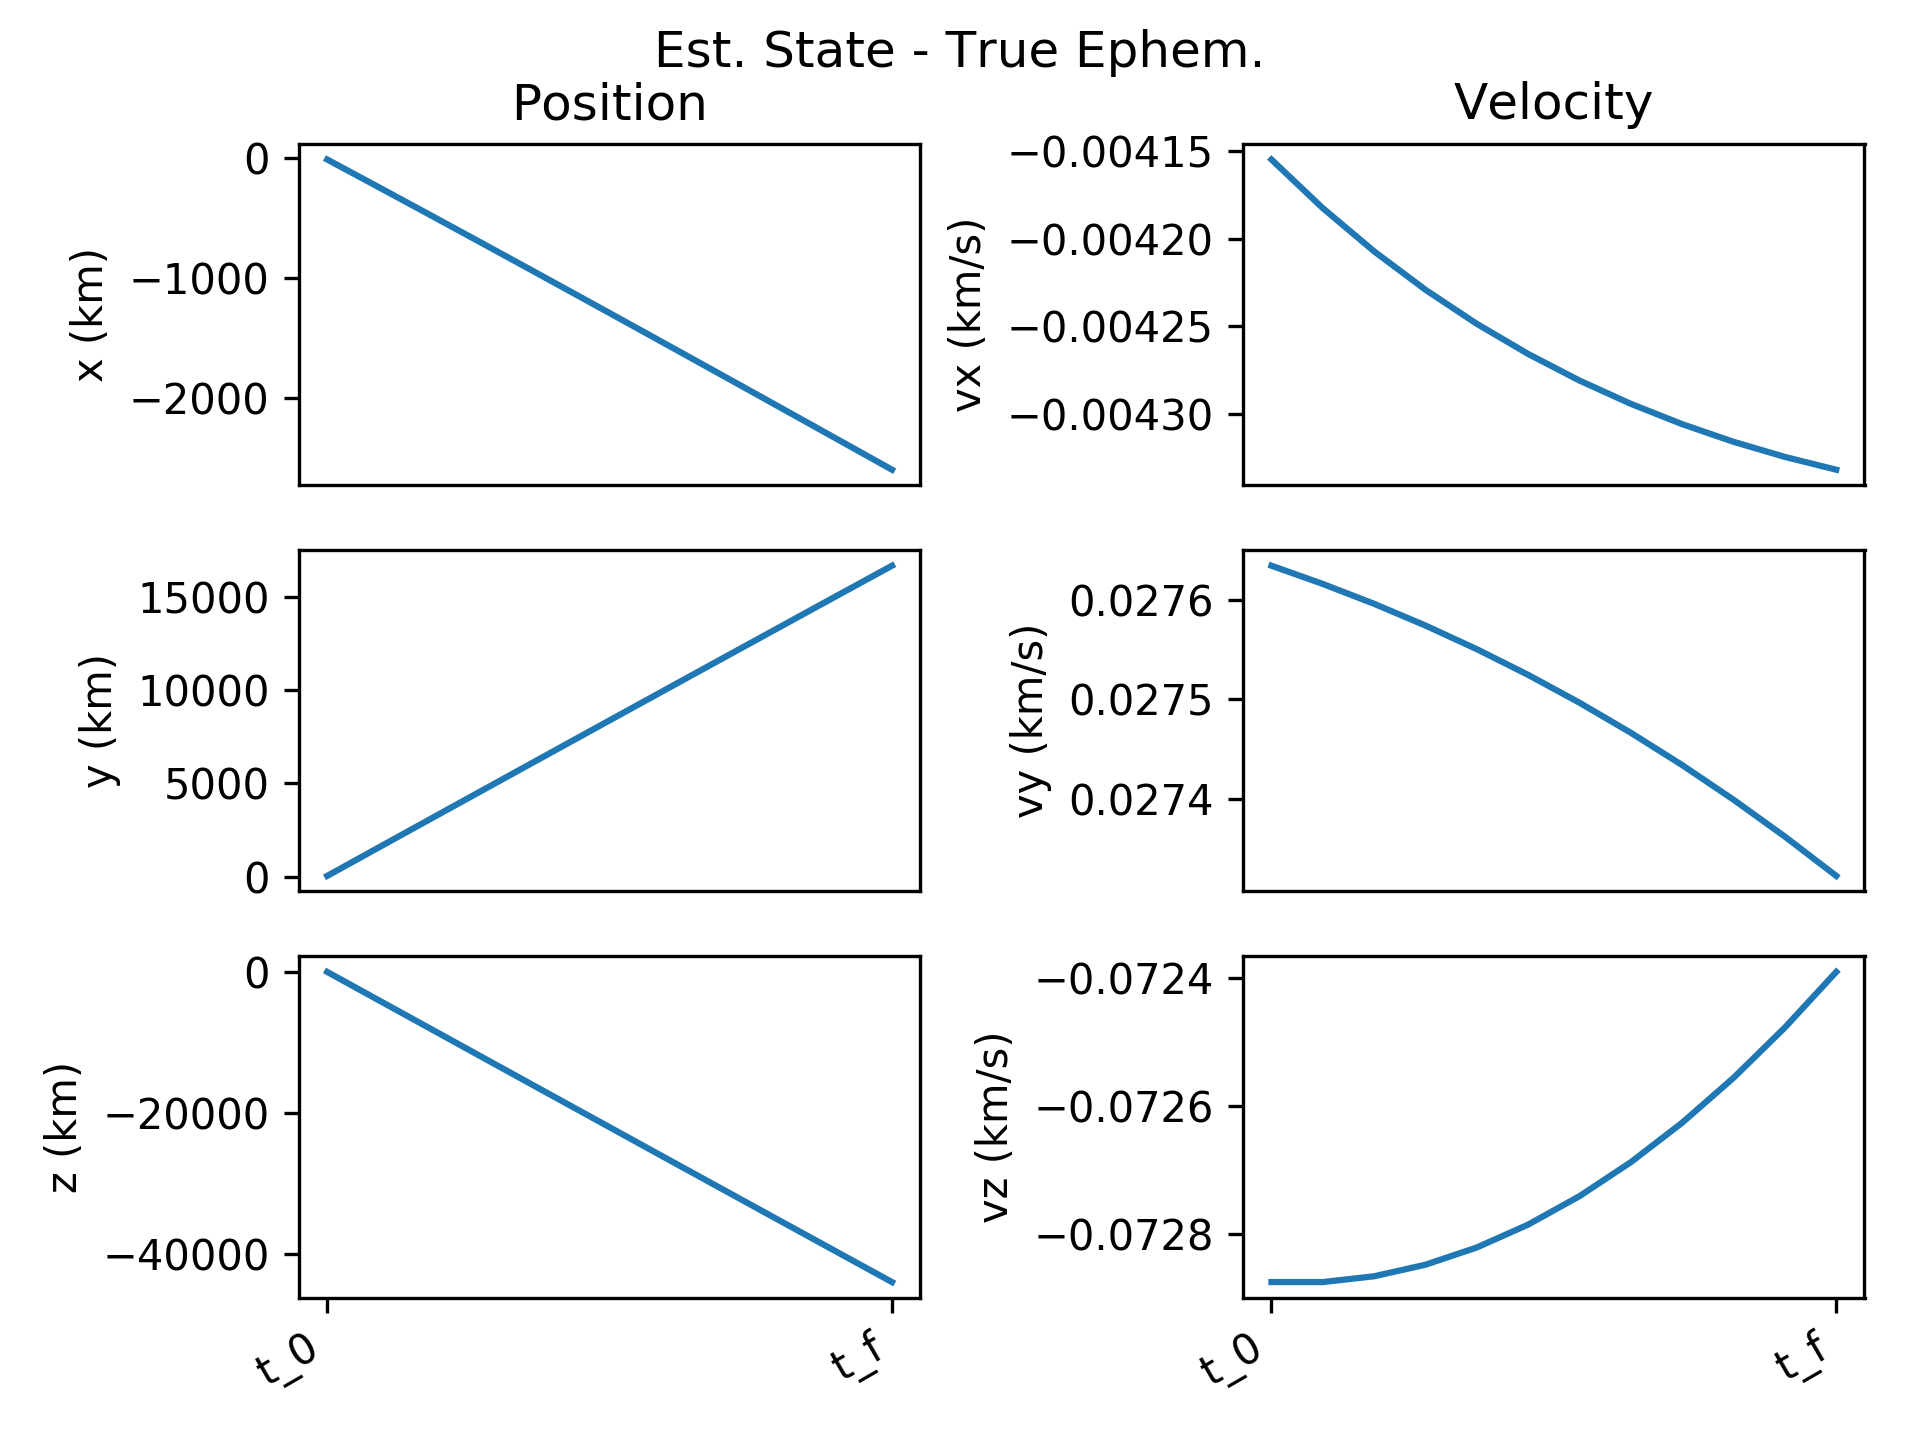 Est. State - True Ephem.
Position
Velocity
x (km)
0
−1000
−2000
vx (km/s)
−0.00415
−0.00420
−0.00425
−0.00430
y (km)
15000
10000
5000
0
vy (km/s)
0.0276
0.0275
0.0274
z (km)
0
−20000
−40000
vz (km/s)
−0.0724
−0.0726
−0.0728
t_0
t_f
t_0
t_f